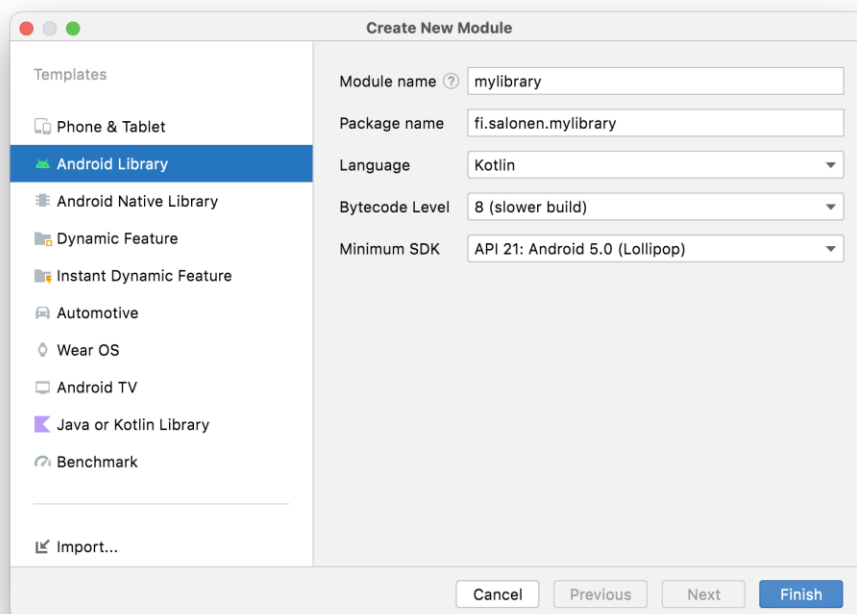 Create New Module
Templates
Phone & Tablet
Android Library
Android Native Library
Dynamic Feature
Instant Dynamic Feature
Automotive
Wear OS
Android TV
Java or Kotlin Library
Benchmark
Import...
Module name ? mylibrary
Package name fi.salonen.mylibrary
Language Kotlin
Bytecode Level 8 (slower build)
Minimum SDK API 21: Android 5.0 (Lollipop)
Cancel Previous Next Finish